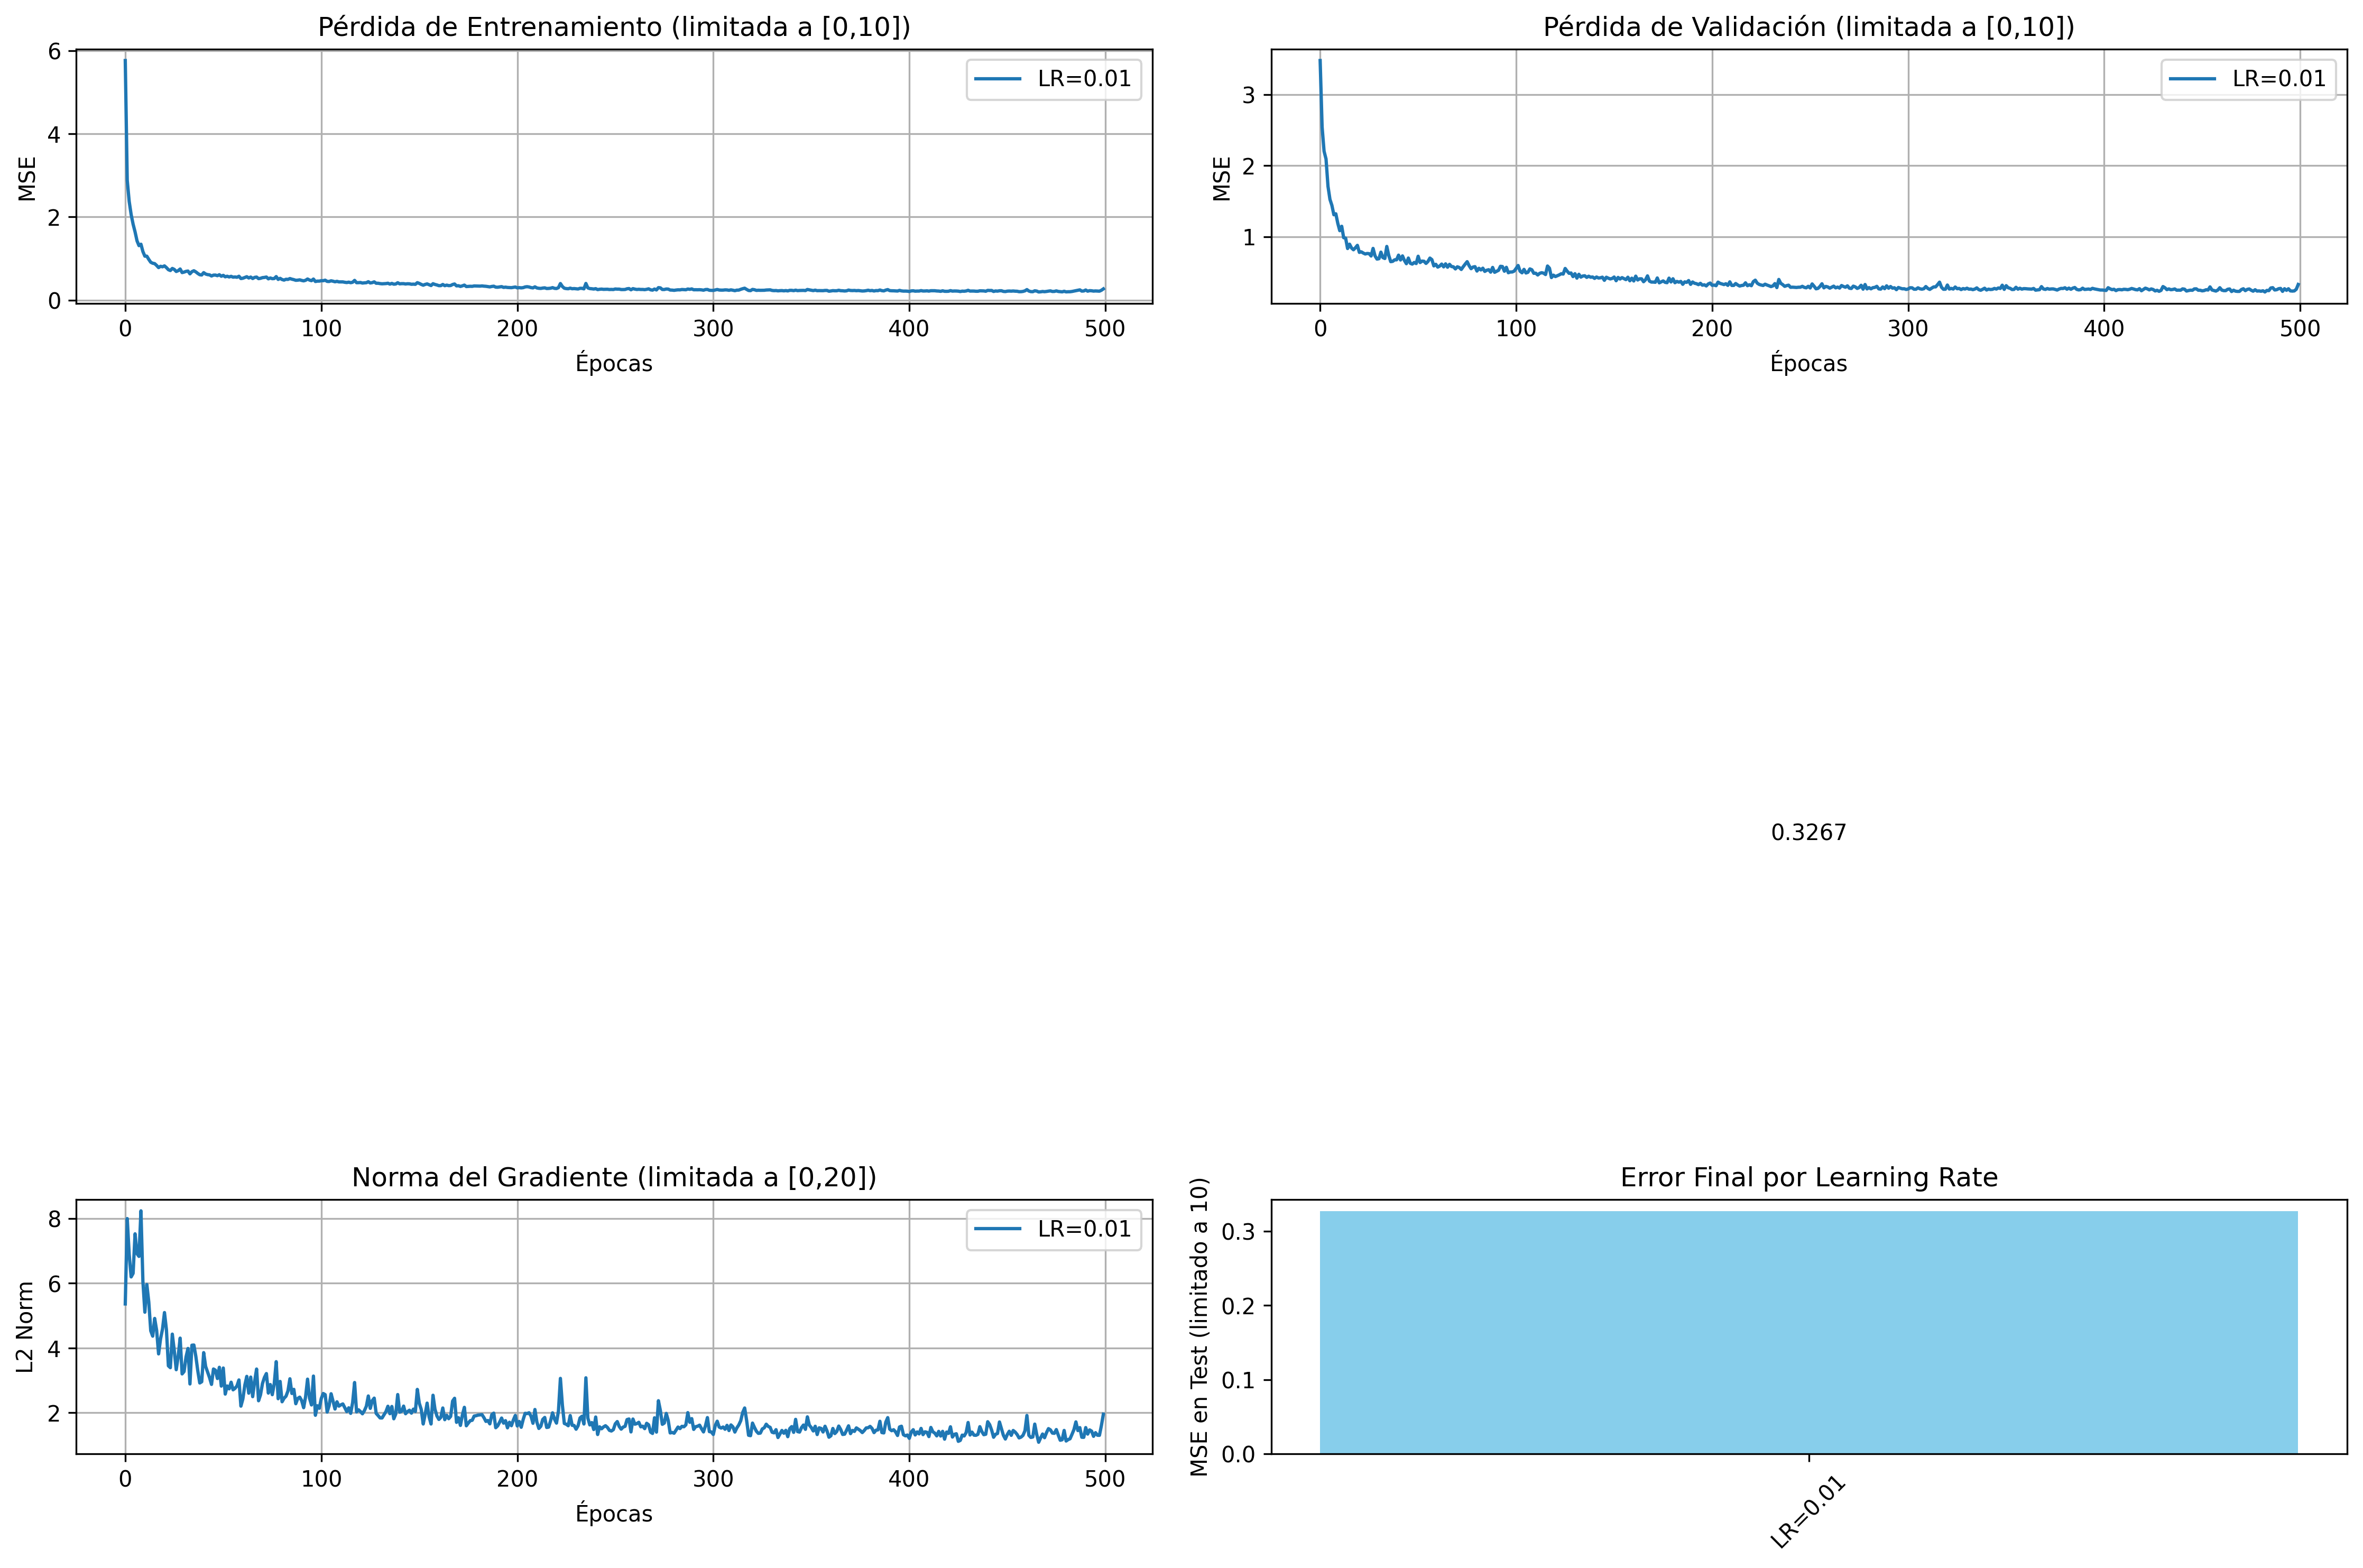 Pérdida de Entrenamiento (limitada a [0,10])
MSE
6
4
2
0
LR=0.01
0 100 200 300 400 500
Épocas
Pérdida de Validación (limitada a [0,10])
MSE
3
2
1
LR=0.01
0 100 200 300 400 500
Épocas
0.3267
Norma del Gradiente (limitada a [0,20])
L2 Norm
8
6
4
2
LR=0.01
0 100 200 300 400 500
Épocas
Error Final por Learning Rate
MSE en Test (limitado a 10)
0.3
0.2
0.1
0.0
LR=0.01